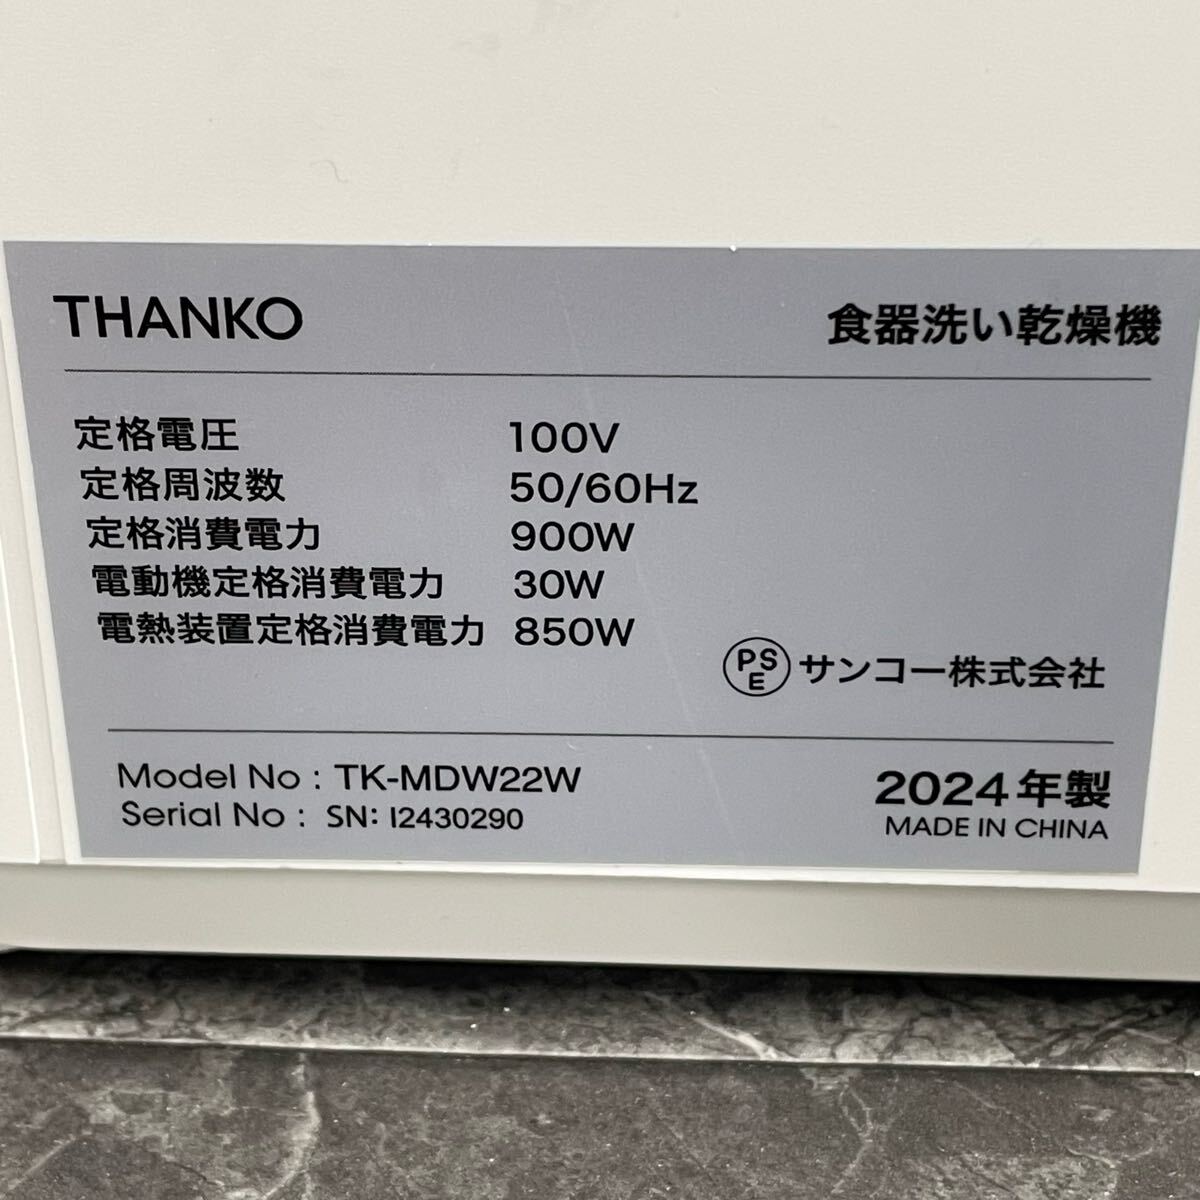 THANKO 食器洗い乾燥機
定格電圧 100V
定格周波数 50/60Hz
定格消費電力 900W
電動機定格消費電力 30W
電熱装置定格消費電力 850W
PSE サンコー株式会社
Model No : TK-MDW22W 2024年製
Serial No : SN: I2430290 MADE IN CHINA